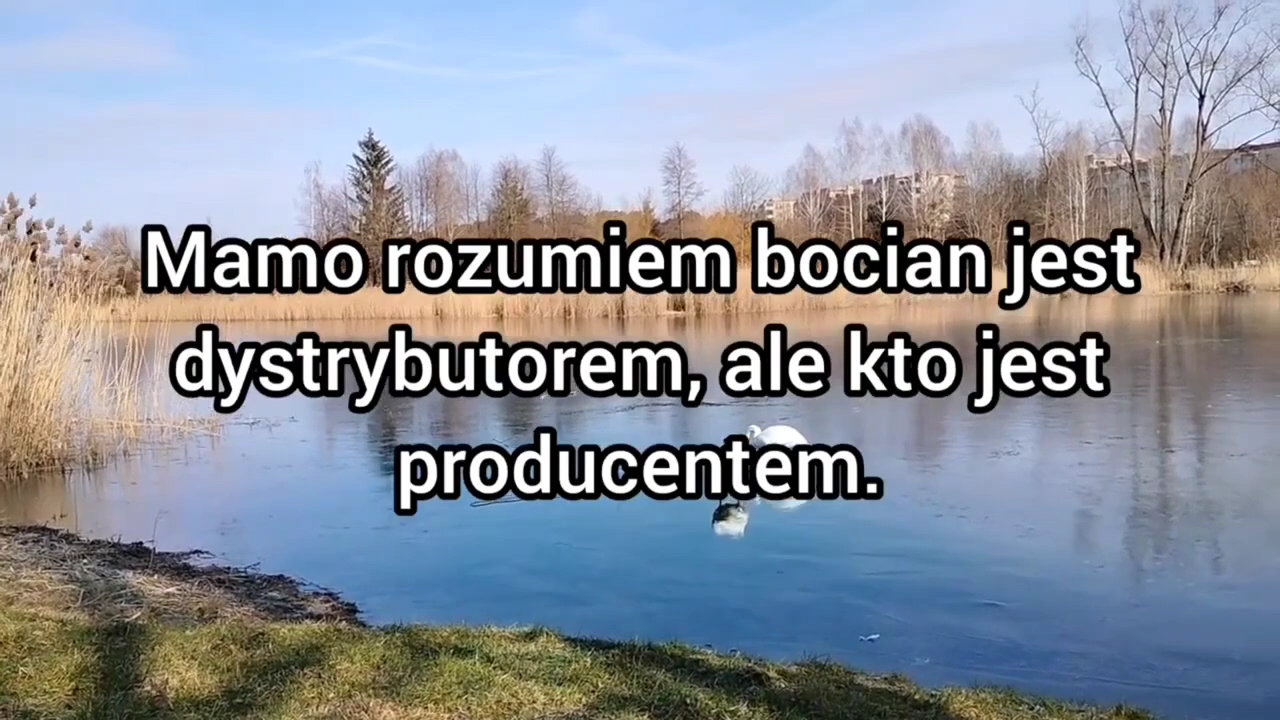 Mamo rozumiem bocian jest
dystrybutorem, ale kto jest
producentem.